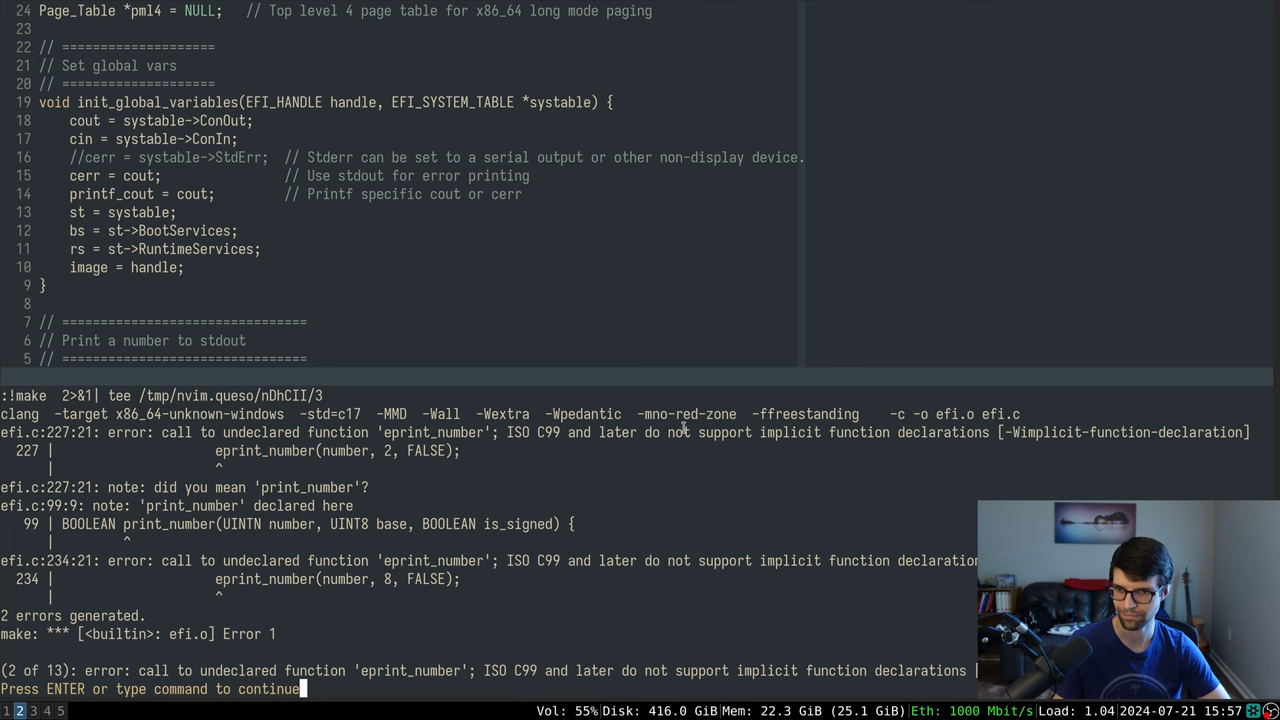 24 Page_Table *pml4 = NULL;   // Top level 4 page table for x86_64 long mode paging
23
22 // ====================
21 // Set global vars
20 // ====================
19 void init_global_variables(EFI_HANDLE handle, EFI_SYSTEM_TABLE *systable) {
18     cout = systable->ConOut;
17     cin = systable->ConIn;
16     //cerr = systable->StdErr;  // Stderr can be set to a serial output or other non-display device.
15     cerr = cout;                // Use stdout for error printing
14     printf_cout = cout;         // Printf specific cout or cerr
13     st = systable;
12     bs = st->BootServices;
11     rs = st->RuntimeServices;
10     image = handle;
9 }
8
7 // ================================
6 // Print a number to stdout
5 // ================================
:!make  2>&1| tee /tmp/nvim.queso/nDhCII/3
clang  -target x86_64-unknown-windows  -std=c17  -MMD  -Wall  -Wextra  -Wpedantic  -mno-red-zone  -ffreestanding    -c -o efi.o efi.c
efi.c:227:21: error: call to undeclared function 'eprint_number'; ISO C99 and later do not support implicit function declarations [-Wimplicit-function-declaration]
227 |                     eprint_number(number, 2, FALSE);
|                     ^
efi.c:227:21: note: did you mean 'print_number'?
efi.c:99:9: note: 'print_number' declared here
99 | BOOLEAN print_number(UINTN number, UINT8 base, BOOLEAN is_signed) {
|         ^
efi.c:234:21: error: call to undeclared function 'eprint_number'; ISO C99 and later do not support implicit function declaration
234 |                     eprint_number(number, 8, FALSE);
|                     ^
2 errors generated.
make: *** [<builtin>: efi.o] Error 1
(2 of 13): error: call to undeclared function 'eprint_number'; ISO C99 and later do not support implicit function declarations [
Press ENTER or type command to continue
1 2 3 4 5 Vol: 55% Disk: 416.0 GiB Mem: 22.3 GiB (25.1 GiB) Eth: 1000 Mbit/s Load: 1.04 2024-07-21 15:57